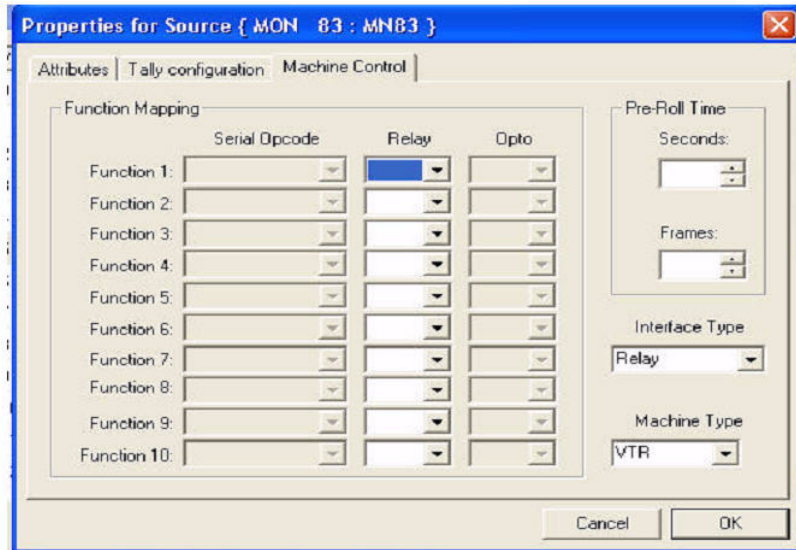 Properties for Source { MON 83 : MN83 }
Attributes
Tally configuration
Machine Control
Function Mapping
Serial Opcode
Relay
Opto
Function 1:
Function 2:
Function 3:
Function 4:
Function 5:
Function 6:
Function 7:
Function 8:
Function 9:
Function 10:
Pre-Roll Time
Seconds:
Frames:
Interface Type
Relay
Machine Type
VTR
Cancel
OK